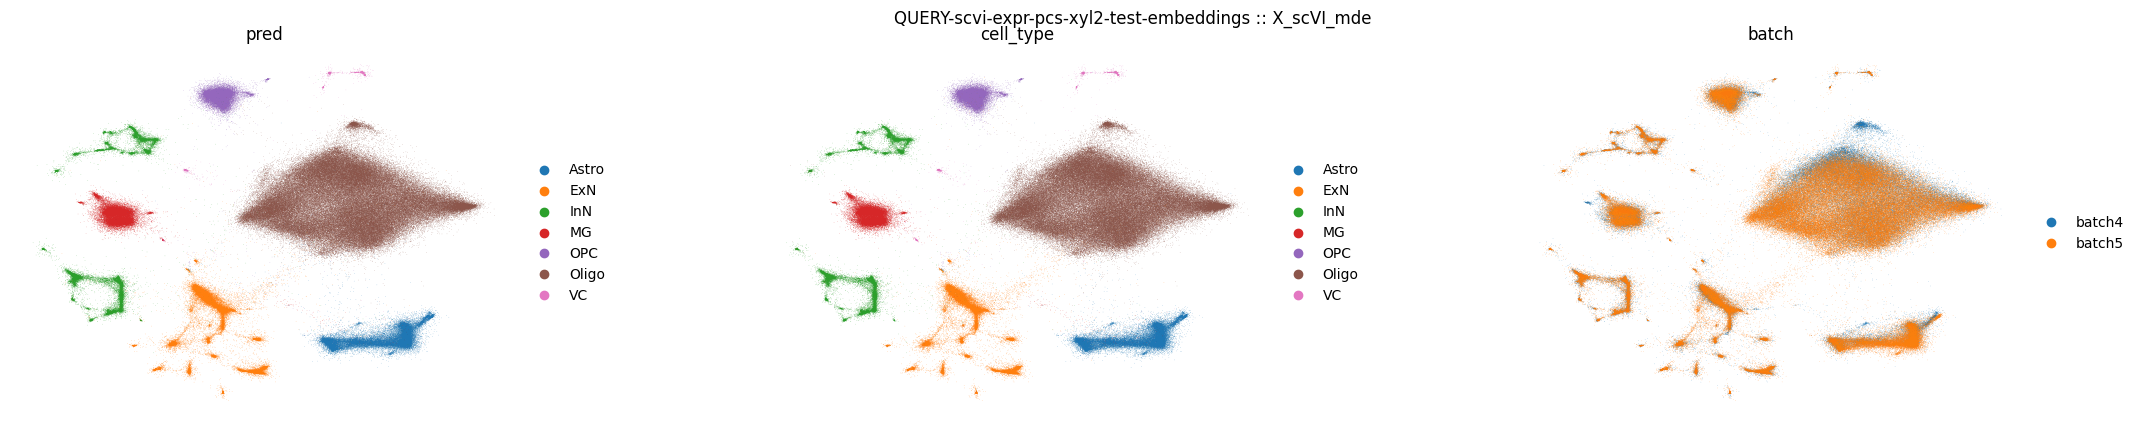 QUERY-scvi-expr-pcs-xyl2-test-embeddings :: X_scVI_mde
pred
cell_type
batch
Astro
ExN
InN
MG
OPC
Oligo
VC
Astro
ExN
InN
MG
OPC
Oligo
VC
batch4
batch5